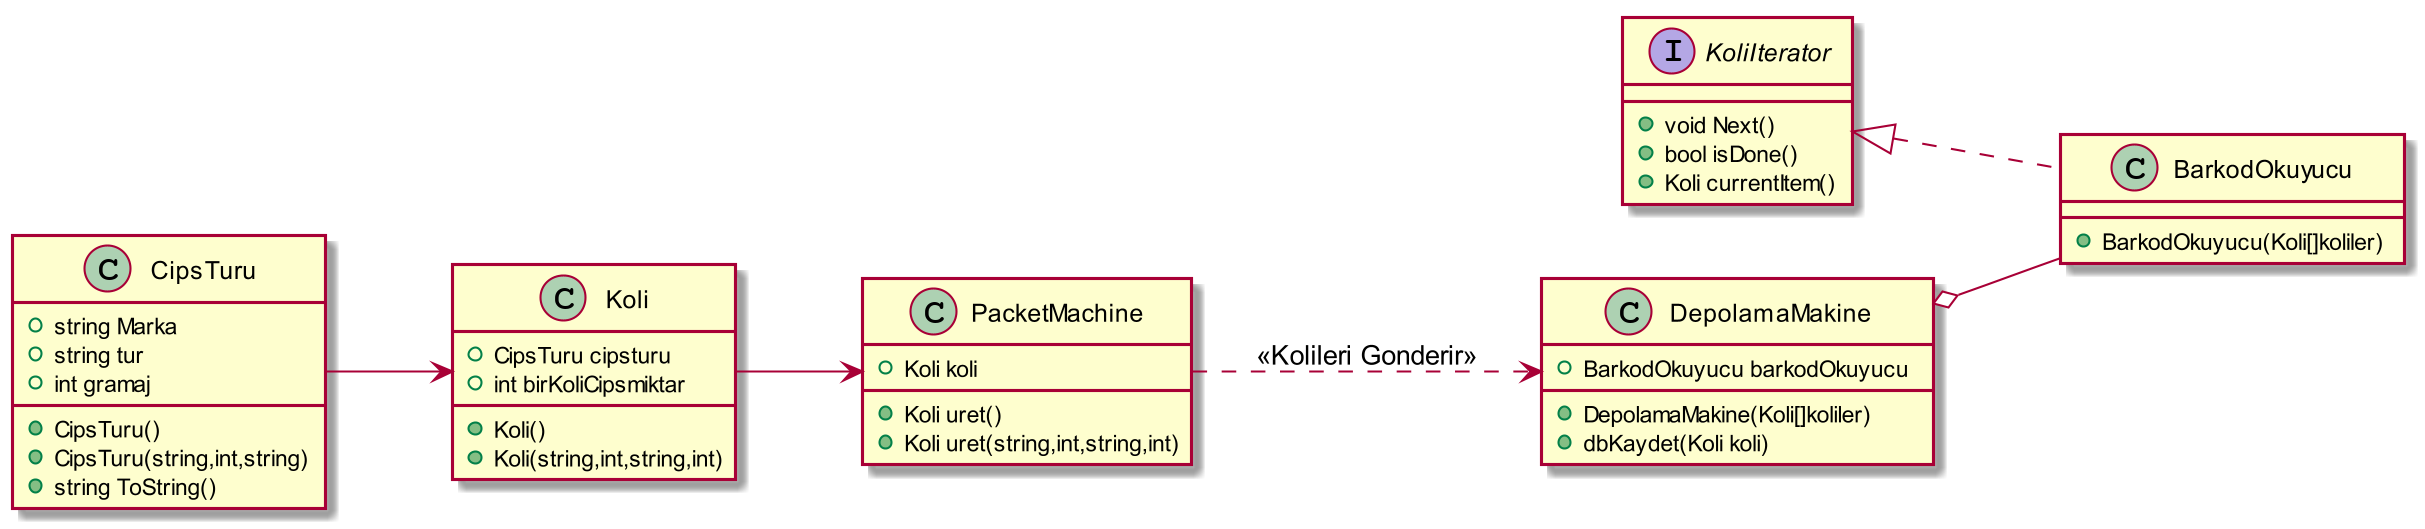 C CipsTuru
string Marka
string tur
int gramaj
CipsTuru()
CipsTuru(string,int,string)
string ToString()
C Koli
CipsTuru cipsturu
int birKoliCipsmiktar
Koli()
Koli(string,int,string,int)
C PacketMachine
Koli koli
Koli uret()
Koli uret(string,int,string,int)
«Kolileri Gonderir»
C DepolamaMakine
BarkodOkuyucu barkodOkuyucu
DepolamaMakine(Koli[]koliler)
dbKaydet(Koli koli)
I KoliIterator
void Next()
bool isDone()
Koli currentItem()
C BarkodOkuyucu
BarkodOkuyucu(Koli[]koliler)